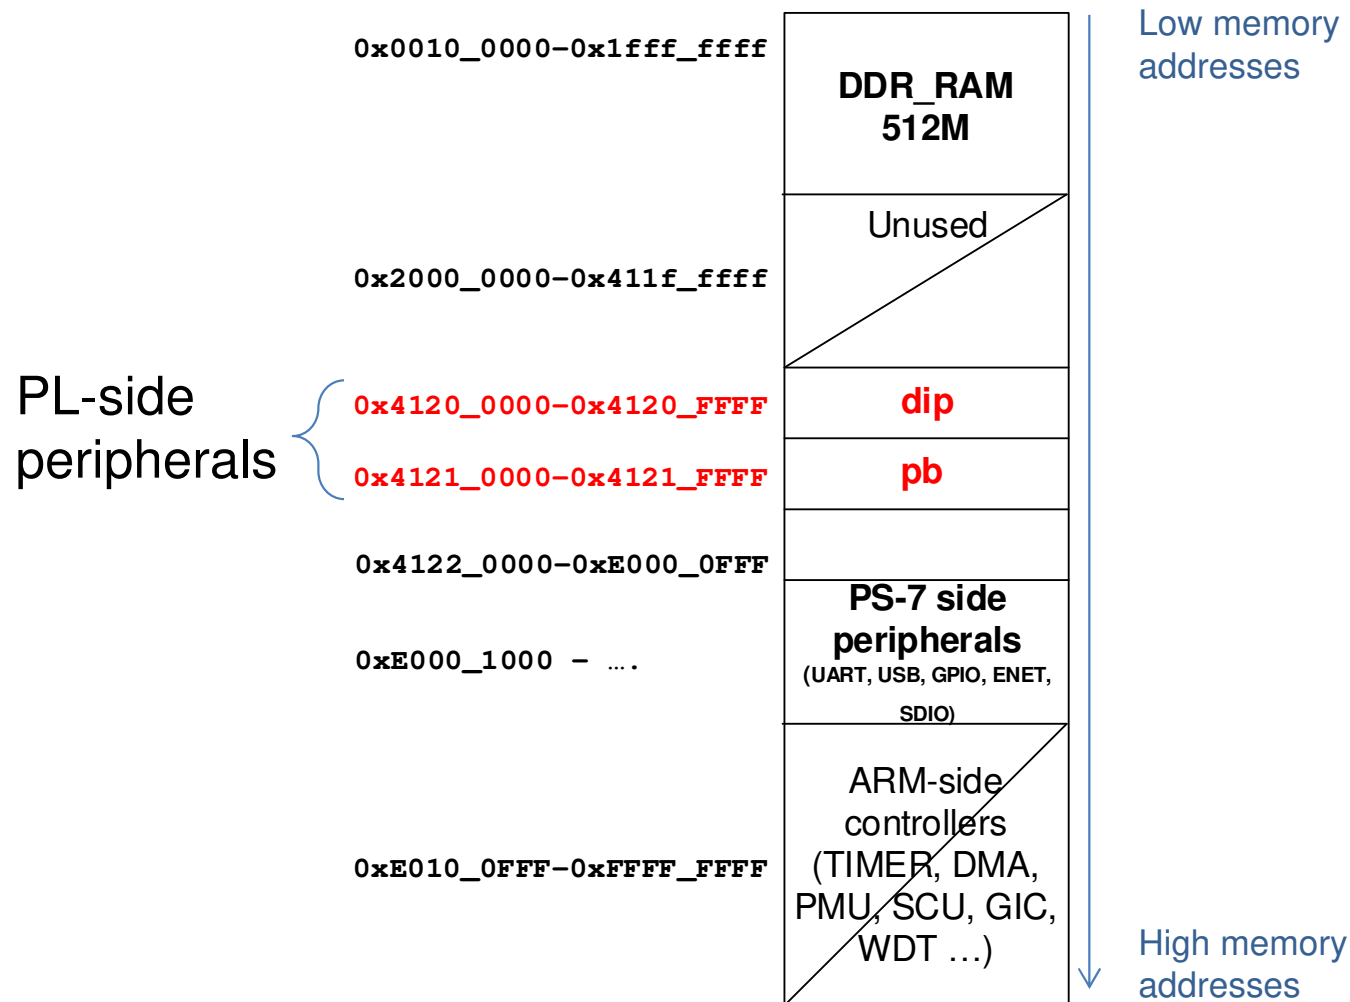 Low memory
addresses
0x0010_0000-0x1fff_ffff
DDR_RAM
512M
Unused
0x2000_0000-0x411f_ffff
PL-side
peripherals
0x4120_0000-0x4120_FFFF
dip
0x4121_0000-0x4121_FFFF
pb
0x4122_0000-0xE000_0FFF
0xE000_1000 - ….
PS-7 side
peripherals
(UART, USB, GPIO, ENET,
SDIO)
0xE010_0FFF-0xFFFF_FFFF
ARM-side
controllers
(TIMER, DMA,
PMU, SCU, GIC,
WDT …)
High memory
addresses